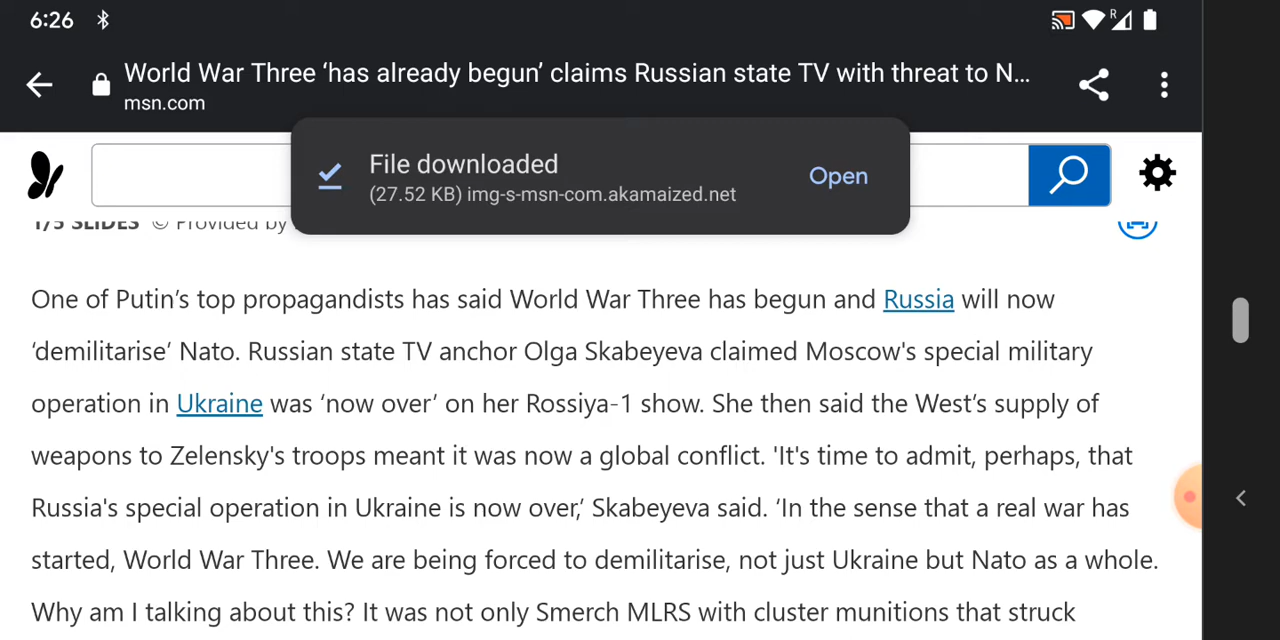 6:26
R
World War Three ‘has already begun’ claims Russian state TV with threat to N...
msn.com
File downloaded
(27.52 KB) img-s-msn-com.akamaized.net
Open
1/5 SLIDES © Provided by
One of Putin’s top propagandists has said World War Three has begun and Russia will now
‘demilitarise’ Nato. Russian state TV anchor Olga Skabeyeva claimed Moscow's special military
operation in Ukraine was ‘now over’ on her Rossiya-1 show. She then said the West’s supply of
weapons to Zelensky's troops meant it was now a global conflict. 'It's time to admit, perhaps, that
Russia's special operation in Ukraine is now over,’ Skabeyeva said. ‘In the sense that a real war has
started, World War Three. We are being forced to demilitarise, not just Ukraine but Nato as a whole.
Why am I talking about this? It was not only Smerch MLRS with cluster munitions that struck